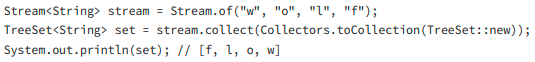 Stream<String> stream = Stream.of("w", "o", "l", "f");
TreeSet<String> set = stream.collect(Collectors.toCollection(TreeSet::new));
System.out.println(set); // [f, l, o, w]